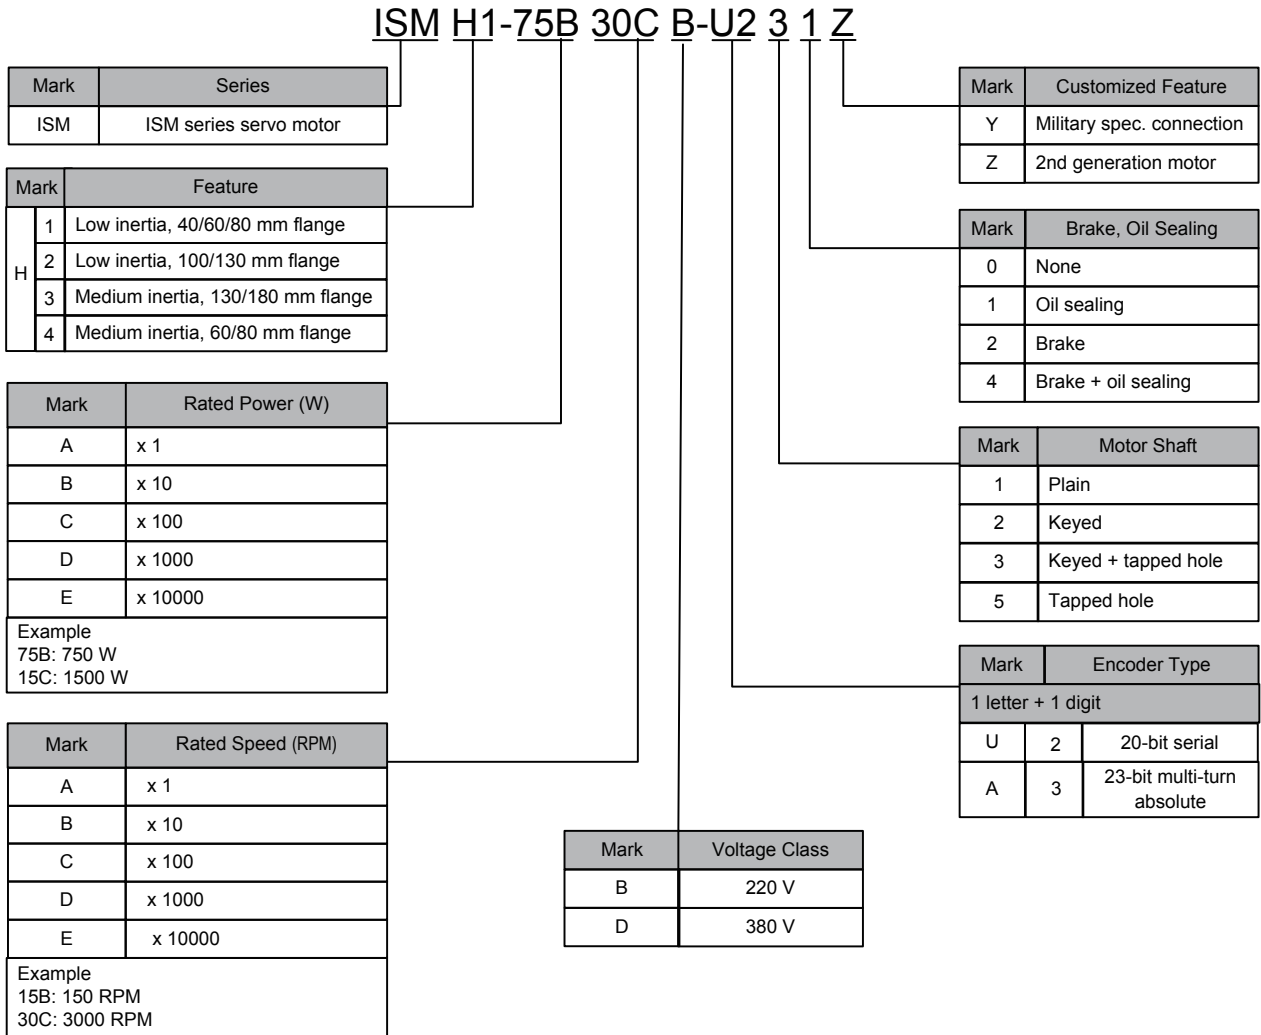 ISM H1-75B 30C B-U2 3 1 Z
Mark Series
ISM ISM series servo motor
Mark Feature
H
1 Low inertia, 40/60/80 mm flange
2 Low inertia, 100/130 mm flange
3 Medium inertia, 130/180 mm flange
4 Medium inertia, 60/80 mm flange
Mark Rated Power (W)
A x 1
B x 10
C x 100
D x 1000
E x 10000
Example
75B: 750 W
15C: 1500 W
Mark Rated Speed (RPM)
A x 1
B x 10
C x 100
D x 1000
E x 10000
Example
15B: 150 RPM
30C: 3000 RPM
Mark Voltage Class
B 220 V
D 380 V
Mark Customized Feature
Y Military spec. connection
Z 2nd generation motor
Mark Brake, Oil Sealing
0 None
1 Oil sealing
2 Brake
4 Brake + oil sealing
Mark Motor Shaft
1 Plain
2 Keyed
3 Keyed + tapped hole
5 Tapped hole
Mark Encoder Type
1 letter + 1 digit
U 2 20-bit serial
A 3 23-bit multi-turn
absolute